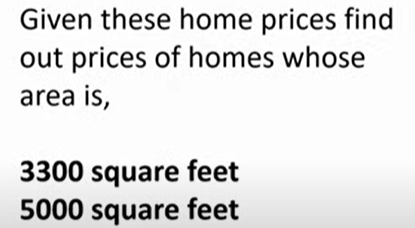 Given these home prices find
out prices of homes whose
area is,
3300 square feet
5000 square feet